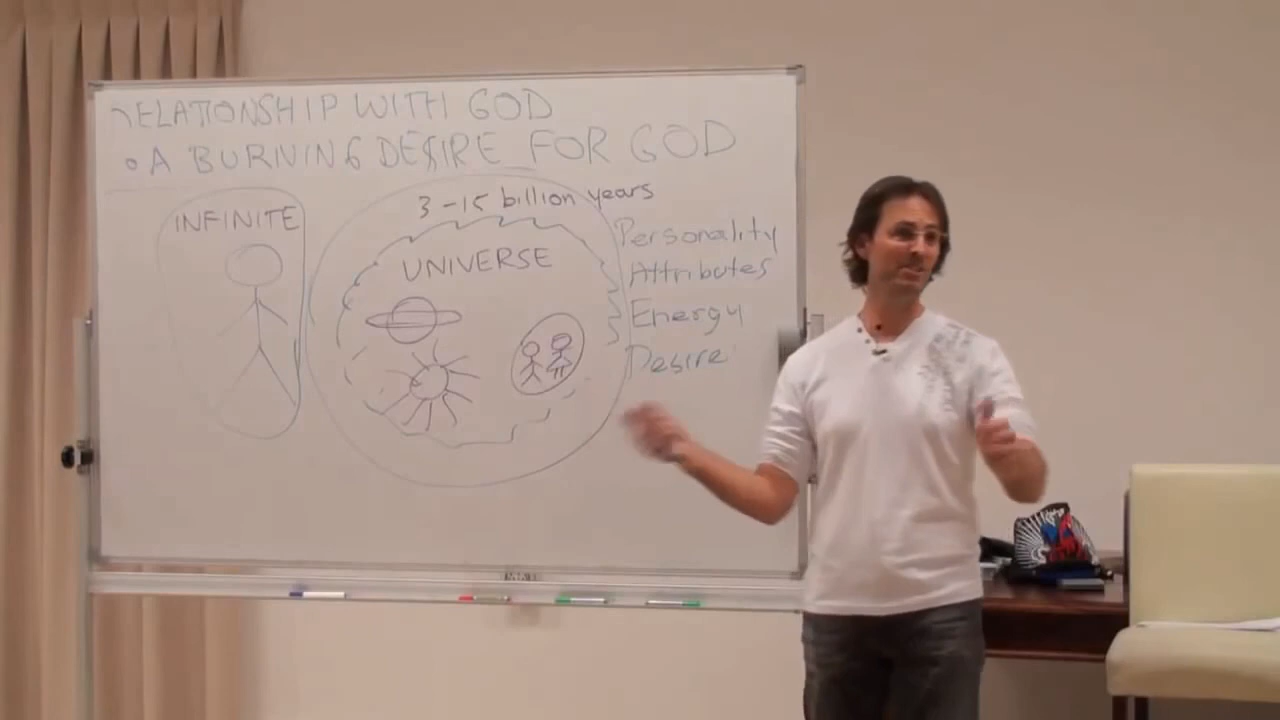 RELATIONSHIP WITH GOD
• A BURNING DESIRE FOR GOD
INFINITE
3-15 billion years
UNIVERSE
Personality
Attributes
Energy
Desire